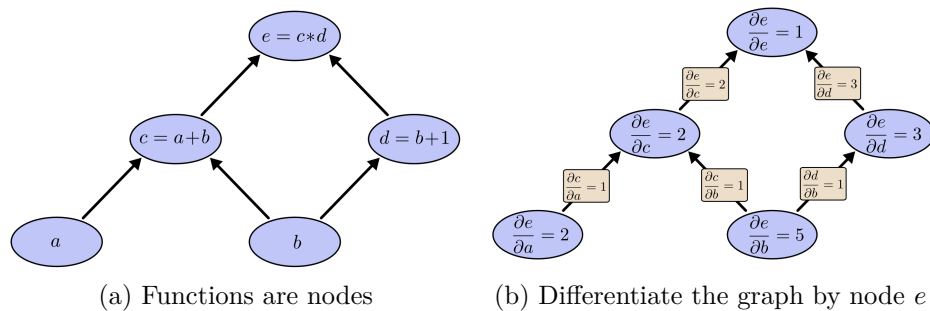 e = c*d
c = a+b
d = b+1
a
b
(a) Functions are nodes
∂e/∂e = 1
∂e/∂c = 2
∂e/∂d = 3
∂e/∂c = 2
∂e/∂d = 3
∂c/∂a = 1
∂c/∂b = 1
∂d/∂b = 1
∂e/∂a = 2
∂e/∂b = 5
(b) Differentiate the graph by node e